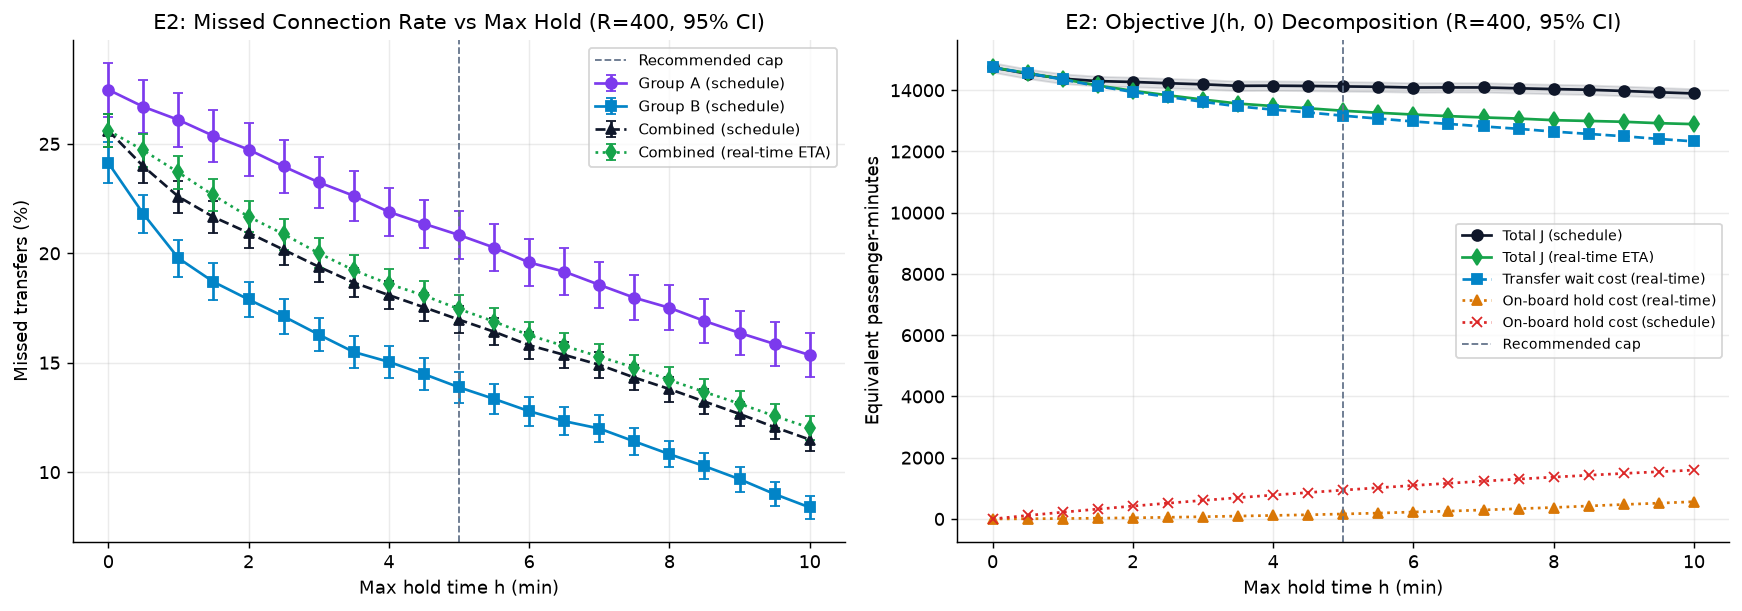 E2: Missed Connection Rate vs Max Hold (R=400, 95% CI)
Missed transfers (%)
25
20
15
10
0
2
4
6
8
10
Max hold time h (min)
Recommended cap
Group A (schedule)
Group B (schedule)
Combined (schedule)
Combined (real-time ETA)
E2: Objective J(h, 0) Decomposition (R=400, 95% CI)
Equivalent passenger-minutes
14000
12000
10000
8000
6000
4000
2000
0
0
2
4
6
8
10
Max hold time h (min)
Total J (schedule)
Total J (real-time ETA)
Transfer wait cost (real-time)
On-board hold cost (real-time)
On-board hold cost (schedule)
Recommended cap